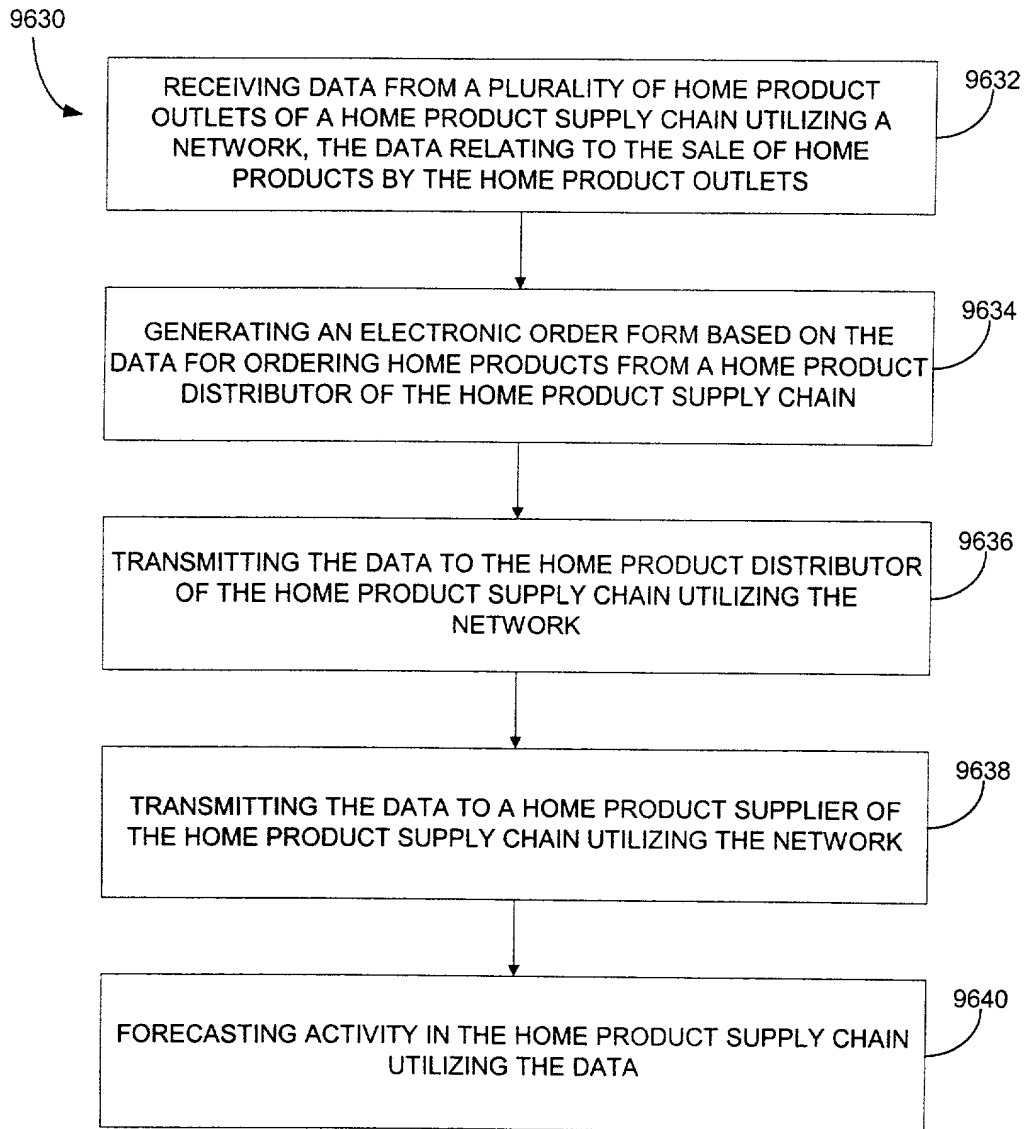 9630
RECEIVING DATA FROM A PLURALITY OF HOME PRODUCT
OUTLETS OF A HOME PRODUCT SUPPLY CHAIN UTILIZING A
NETWORK, THE DATA RELATING TO THE SALE OF HOME
PRODUCTS BY THE HOME PRODUCT OUTLETS
9632
GENERATING AN ELECTRONIC ORDER FORM BASED ON THE
DATA FOR ORDERING HOME PRODUCTS FROM A HOME PRODUCT
DISTRIBUTOR OF THE HOME PRODUCT SUPPLY CHAIN
9634
TRANSMITTING THE DATA TO THE HOME PRODUCT DISTRIBUTOR
OF THE HOME PRODUCT SUPPLY CHAIN UTILIZING THE
NETWORK
9636
TRANSMITTING THE DATA TO A HOME PRODUCT SUPPLIER OF
THE HOME PRODUCT SUPPLY CHAIN UTILIZING THE NETWORK
9638
FORECASTING ACTIVITY IN THE HOME PRODUCT SUPPLY CHAIN
UTILIZING THE DATA
9640